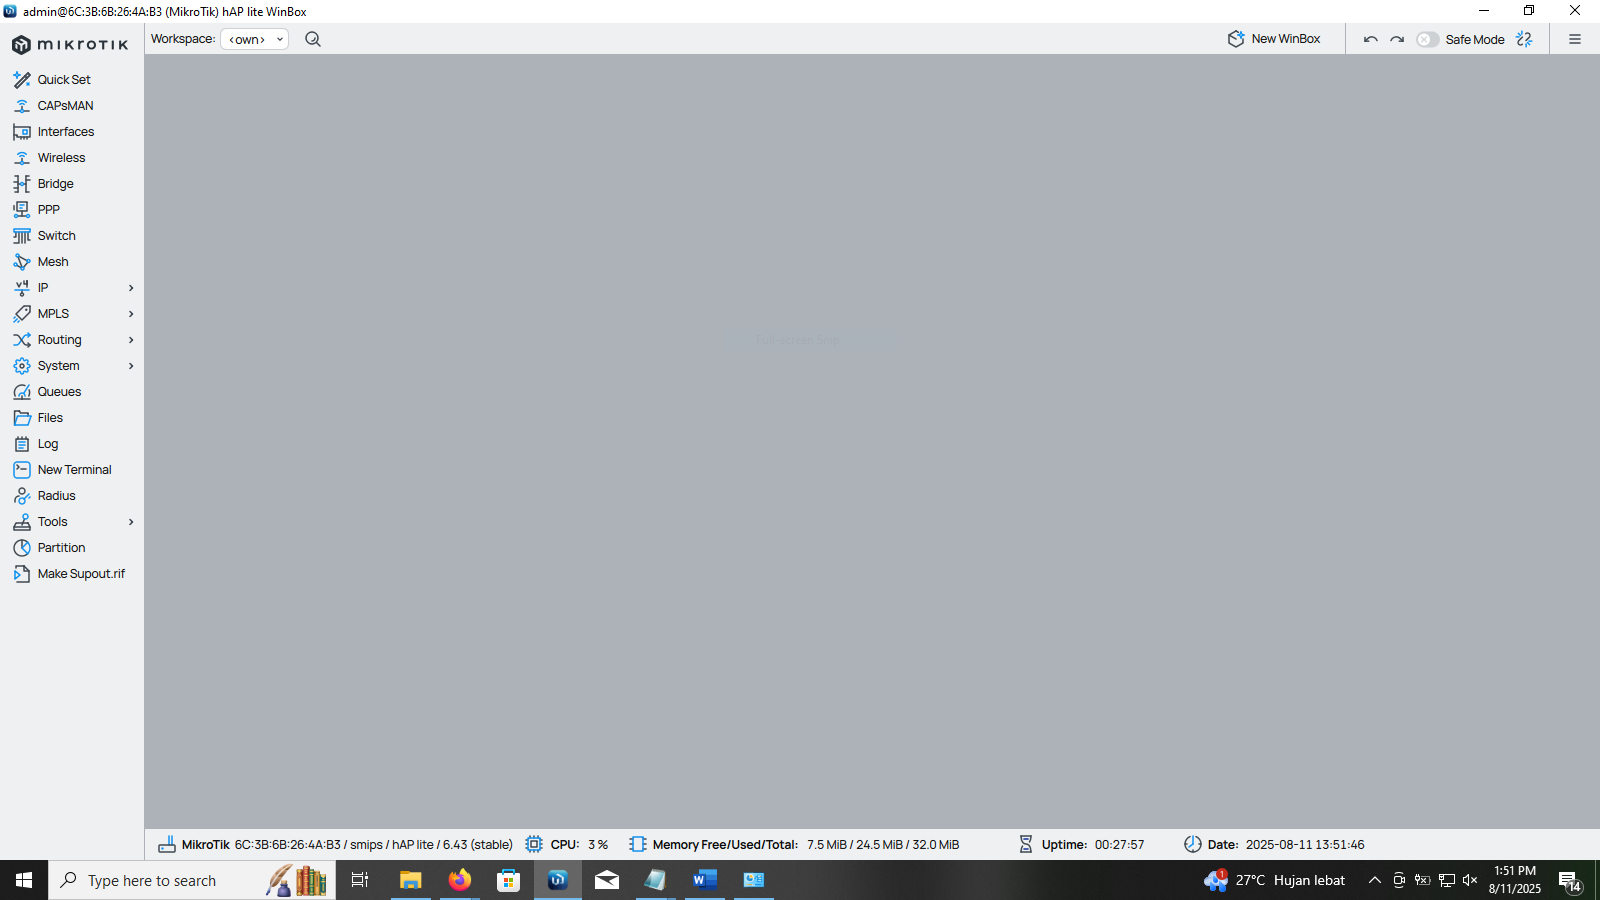 admin@6C:3B:6B:26:4A:B3 (MikroTik) hAP lite WinBox
MikroTik
Workspace: <own>
New WinBox
Safe Mode
Quick Set
CAPsMAN
Interfaces
Wireless
Bridge
PPP
Switch
Mesh
IP
MPLS
Routing
System
Queues
Files
Log
New Terminal
Radius
Tools
Partition
Make Supout.rif
Full-screen Snip
MikroTik 6C:3B:6B:26:4A:B3 / smips / hAP lite / 6.43 (stable) CPU: 3 % Memory Free/Used/Total: 7.5 MiB / 24.5 MiB / 32.0 MiB Uptime: 00:27:57 Date: 2025-08-11 13:51:46
Type here to search
1
27°C Hujan lebat
1:51 PM
8/11/2025
14